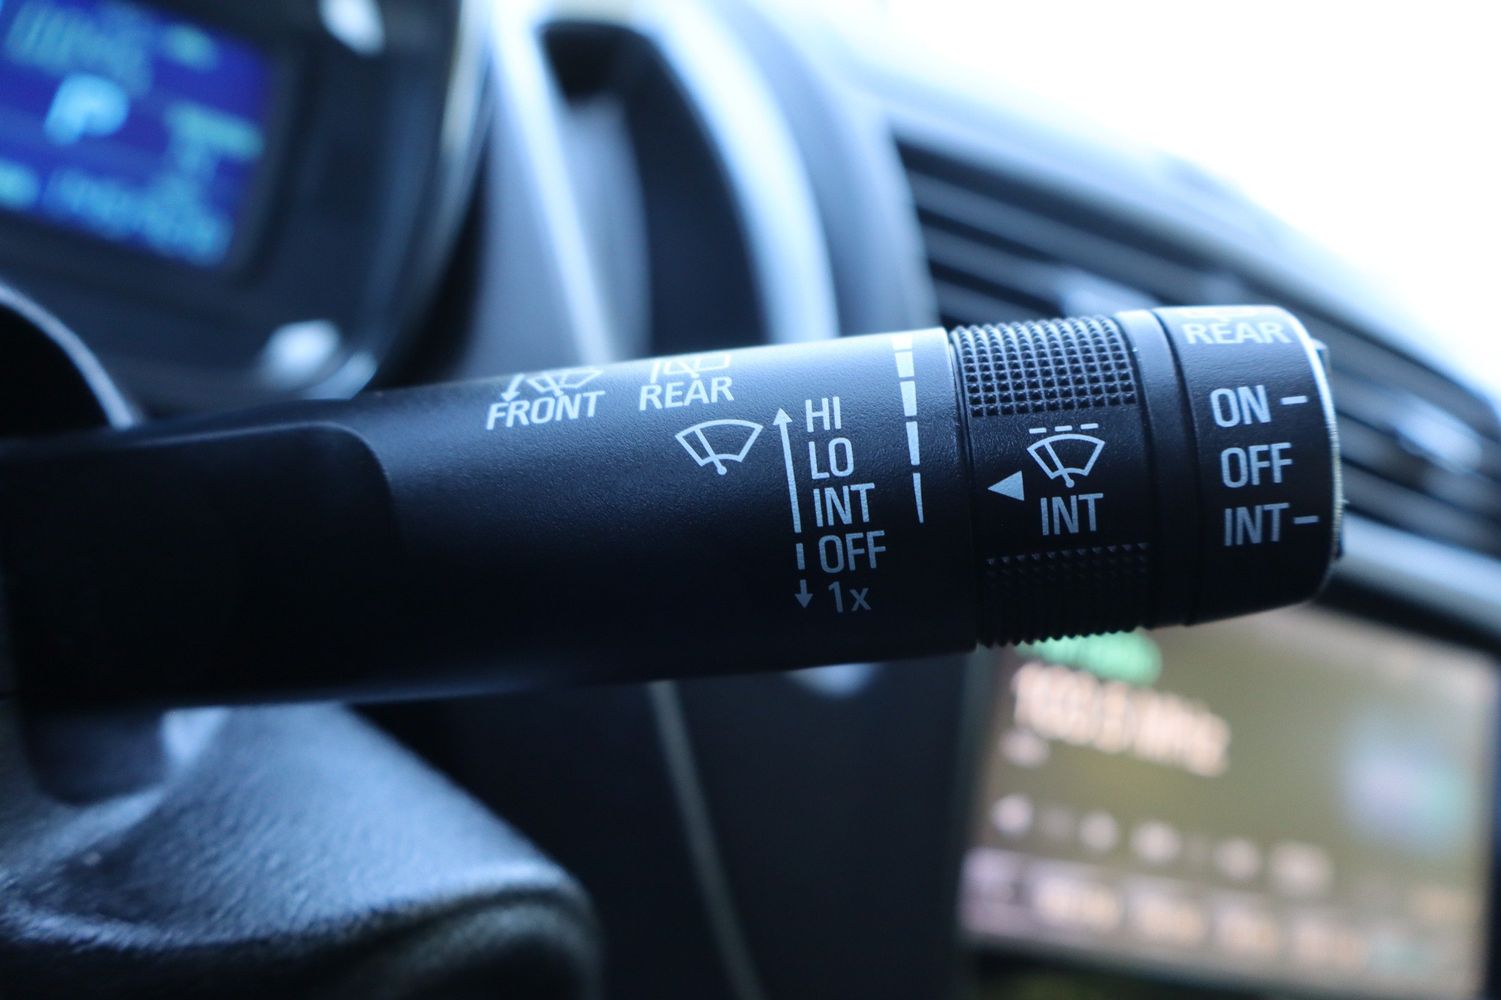 P
FRONT
REAR
HI
LO
INT
OFF
1x
INT
REAR
ON
OFF
INT